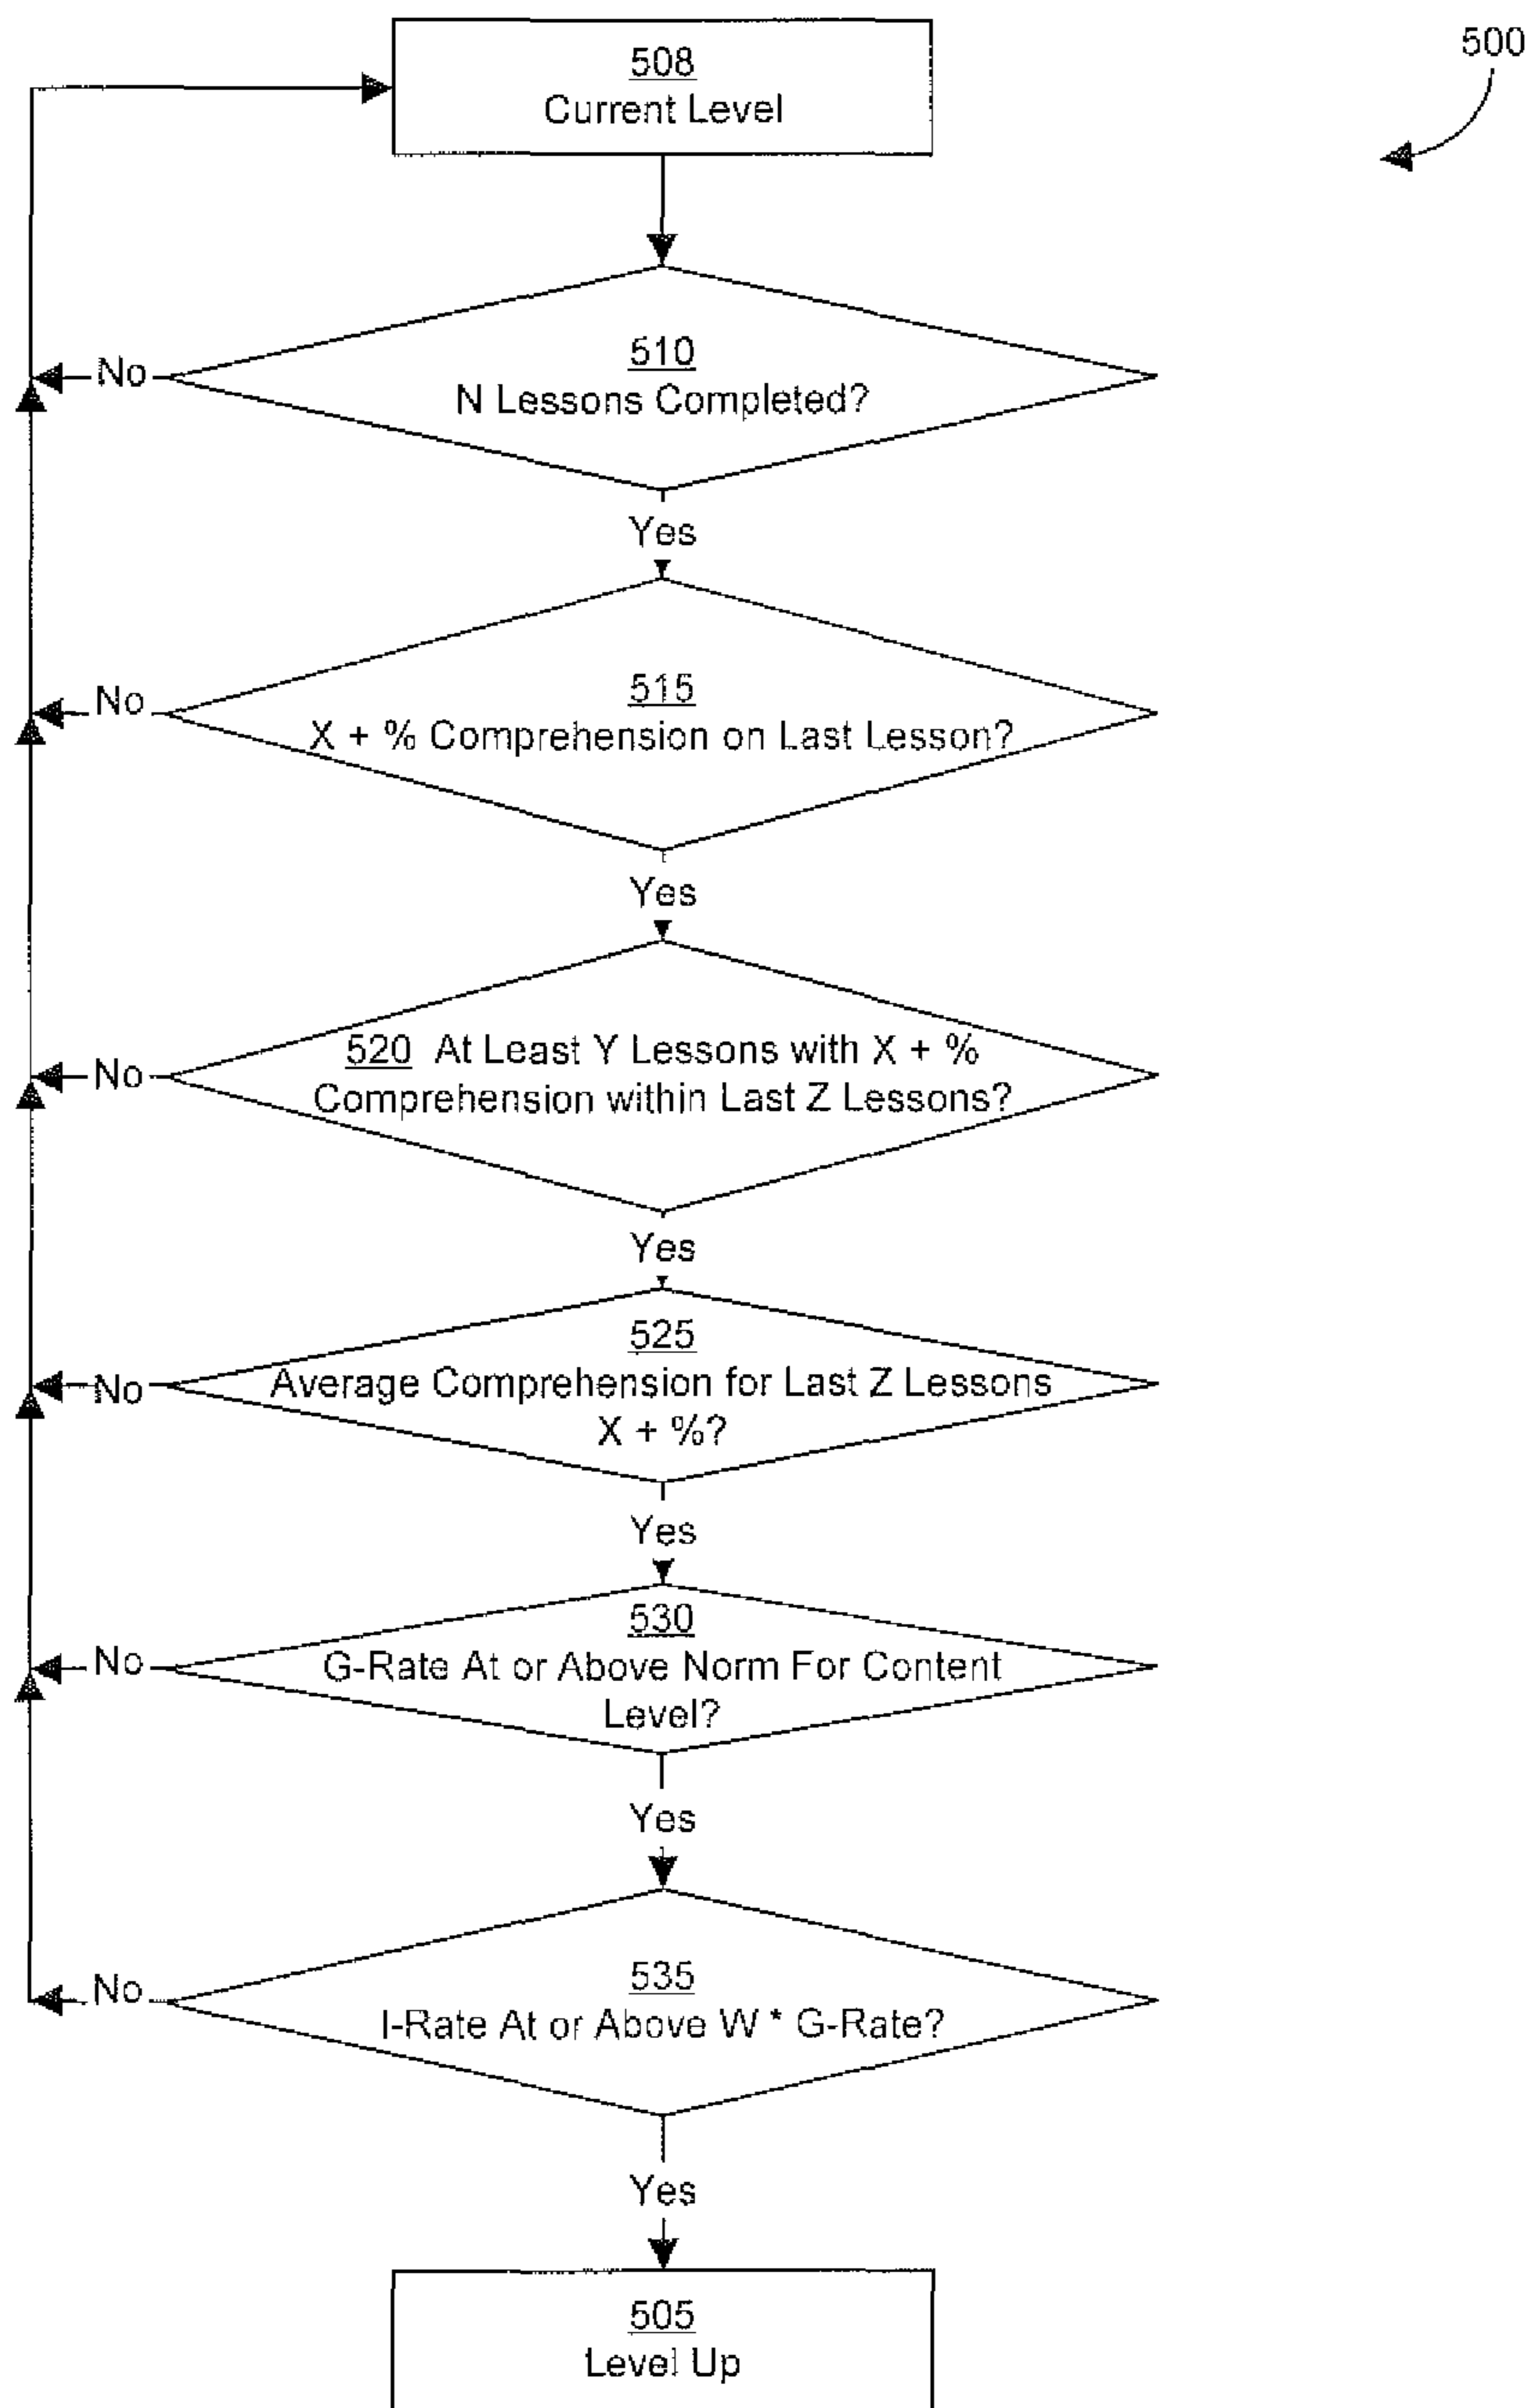 500
508
Current Level
510
N Lessons Completed?
No
Yes
515
X + % Comprehension on Last Lesson?
No
Yes
520 At Least Y Lessons with X + %
Comprehension within Last Z Lessons?
No
Yes
525
Average Comprehension for Last Z Lessons
X + %?
No
Yes
530
G-Rate At or Above Norm For Content
Level?
No
Yes
535
I-Rate At or Above W * G-Rate?
No
Yes
505
Level Up